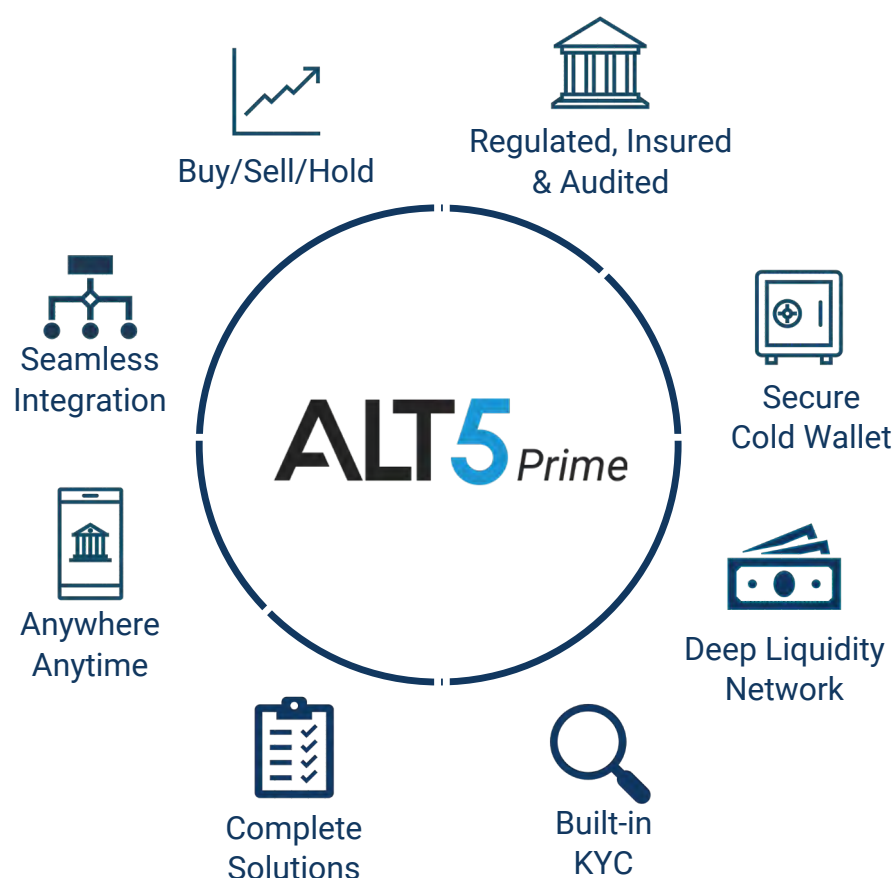 Buy/Sell/Hold
Regulated, Insured
& Audited
Seamless
Integration
Secure
Cold Wallet
ALT5 Prime
Anywhere
Anytime
Deep Liquidity
Network
Complete
Solutions
Built-in
KYC